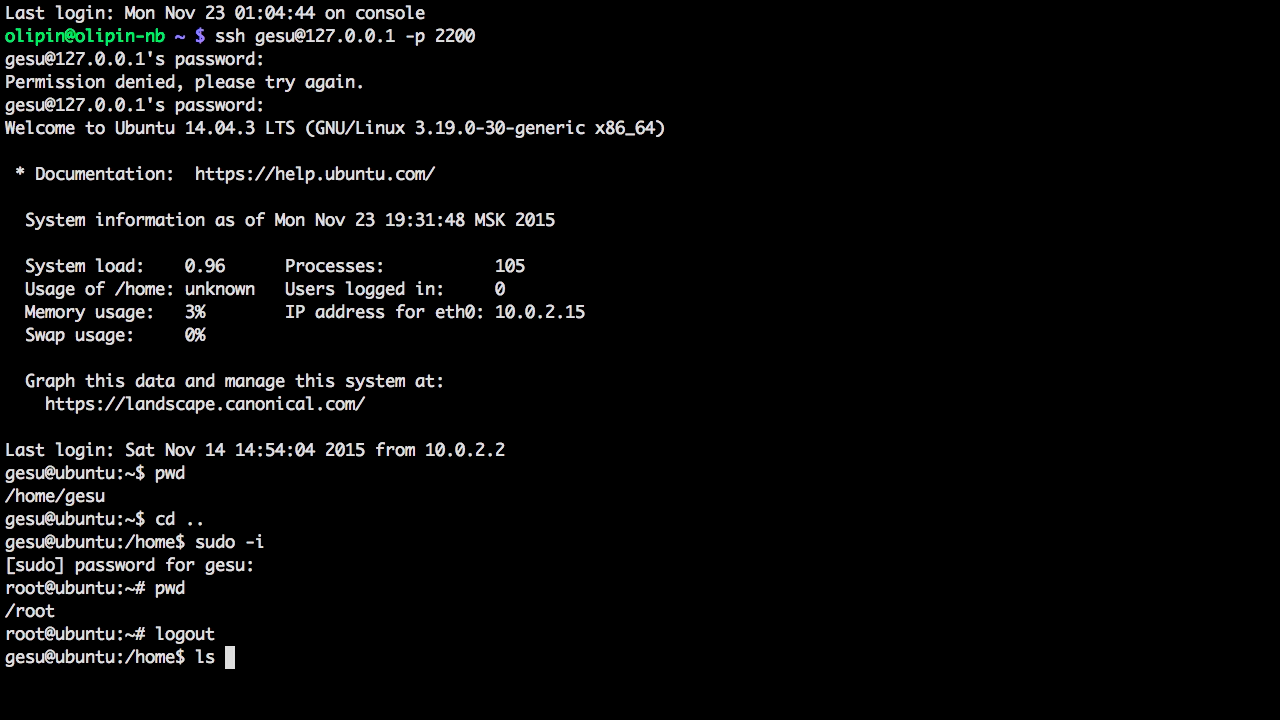 Last login: Mon Nov 23 01:04:44 on console
olipin@olipin-nb ~ $ ssh gesu@127.0.0.1 -p 2200
gesu@127.0.0.1's password:
Permission denied, please try again.
gesu@127.0.0.1's password:
Welcome to Ubuntu 14.04.3 LTS (GNU/Linux 3.19.0-30-generic x86_64)
* Documentation:  https://help.ubuntu.com/
System information as of Mon Nov 23 19:31:48 MSK 2015
System load:    0.96      Processes:           105
Usage of /home: unknown   Users logged in:     0
Memory usage:   3%        IP address for eth0: 10.0.2.15
Swap usage:     0%
Graph this data and manage this system at:
https://landscape.canonical.com/
Last login: Sat Nov 14 14:54:04 2015 from 10.0.2.2
gesu@ubuntu:~$ pwd
/home/gesu
gesu@ubuntu:~$ cd ..
gesu@ubuntu:/home$ sudo -i
[sudo] password for gesu:
root@ubuntu:~# pwd
/root
root@ubuntu:~# logout
gesu@ubuntu:/home$ ls